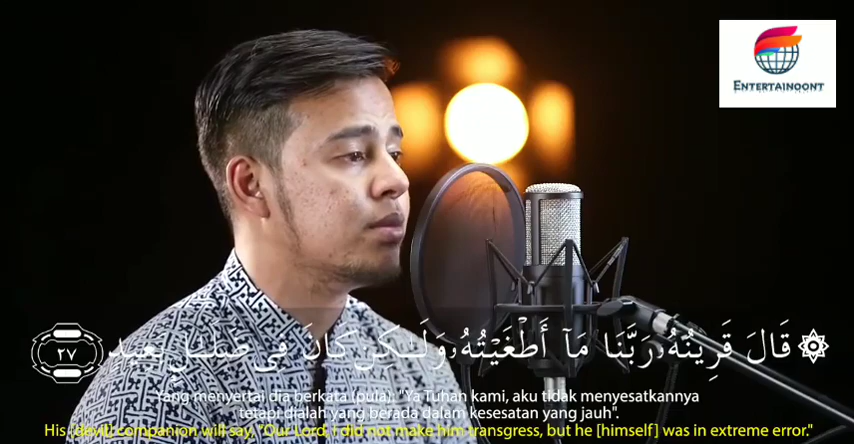 ENTERTAINOONT
۞ قَالَ قَرِينُهُۥ رَبَّنَا مَآ أَطْغَيْتُهُۥ وَلَـٰكِن كَانَ فِى ضَلَـٰلٍۭ بَعِيدٍ ٢٧
Yang menyertai dia berkata (pula): "Ya Tuhan kami, aku tidak menyesatkannya
tetapi dialah yang berada dalam kesesatan yang jauh".
His [devil] companion will say, "Our Lord, I did not make him transgress, but he [himself] was in extreme error."